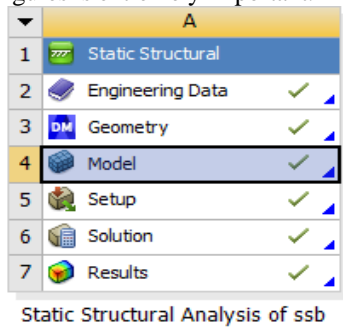 A
1 Static Structural
2 Engineering Data
3 DM Geometry
4 Model
5 Setup
6 Solution
7 Results
Static Structural Analysis of ssb